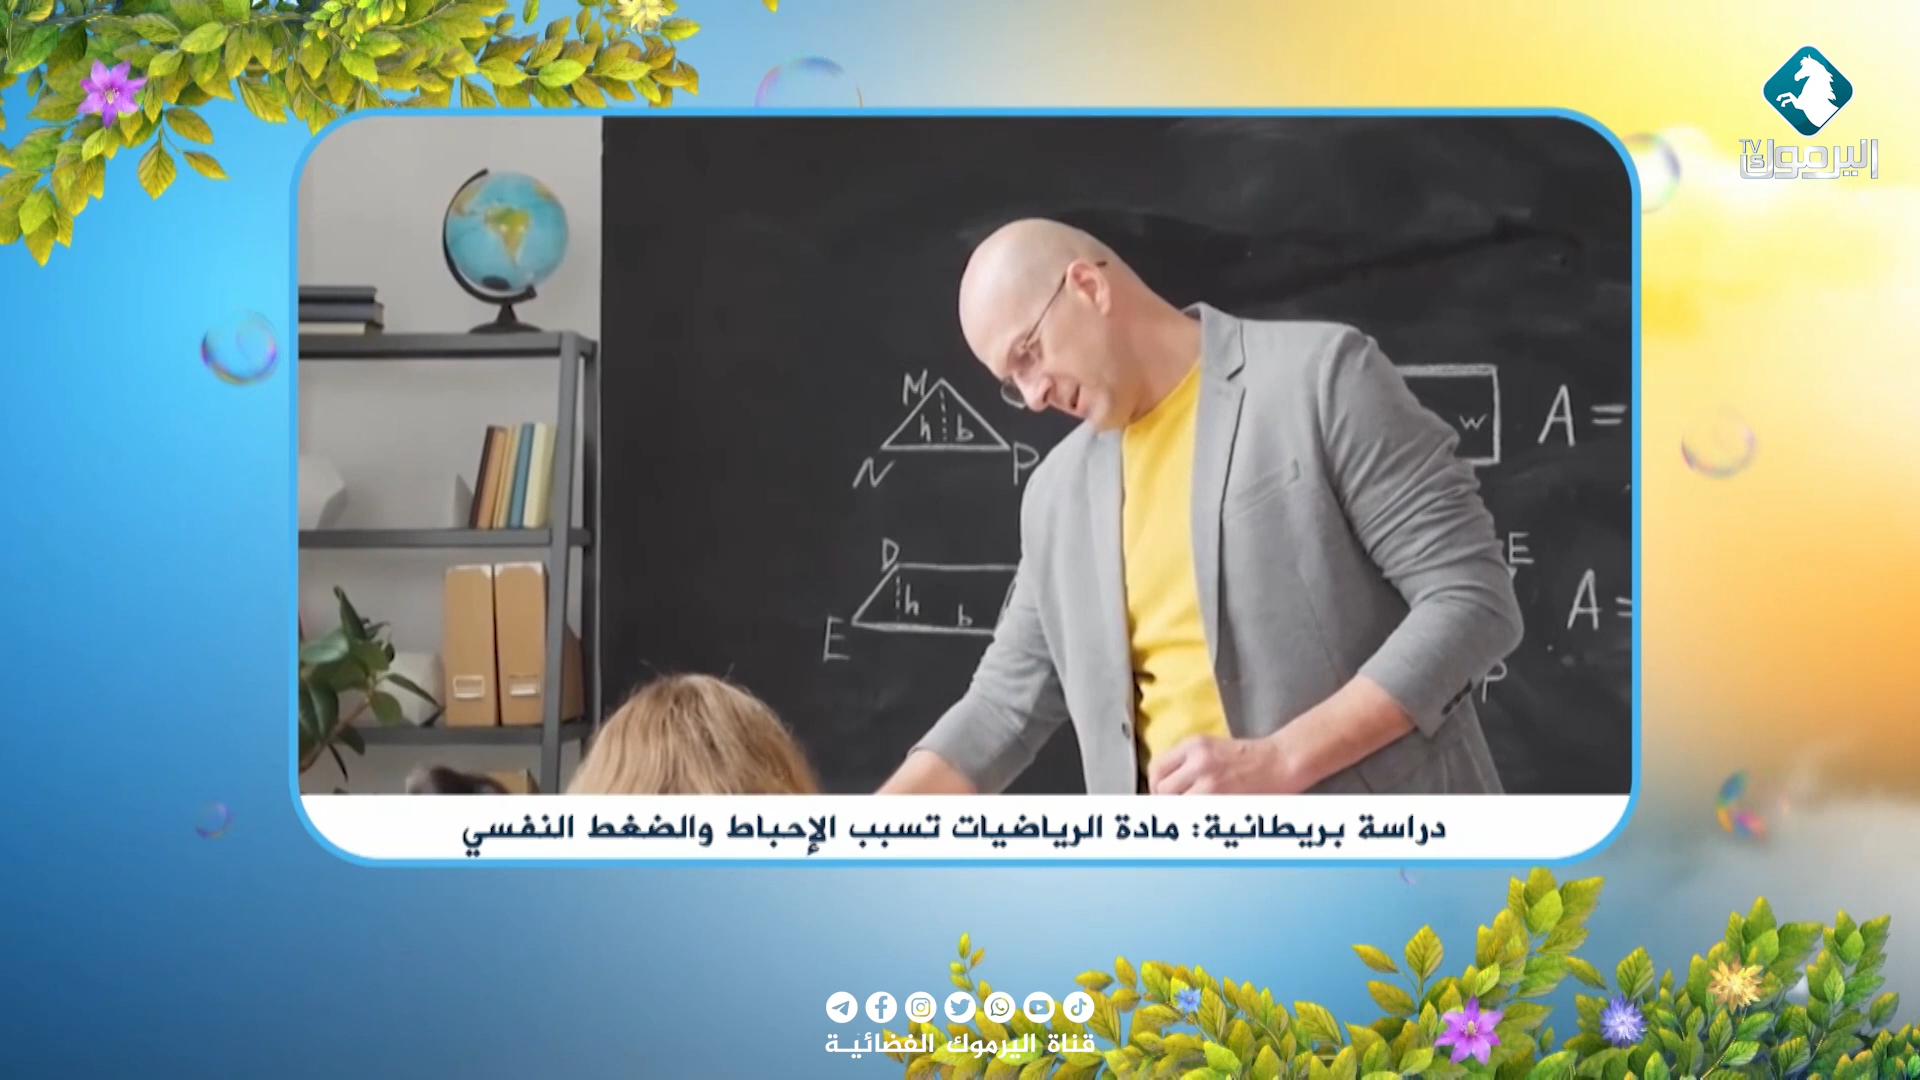 اليرموك
TV
M
h b
N P
w
A =
D
h b
E
E
A =
P
دراسة بريطانية: مادة الرياضيات تسبب الإحباط والضغط النفسي
قناة اليرموك الفضائية